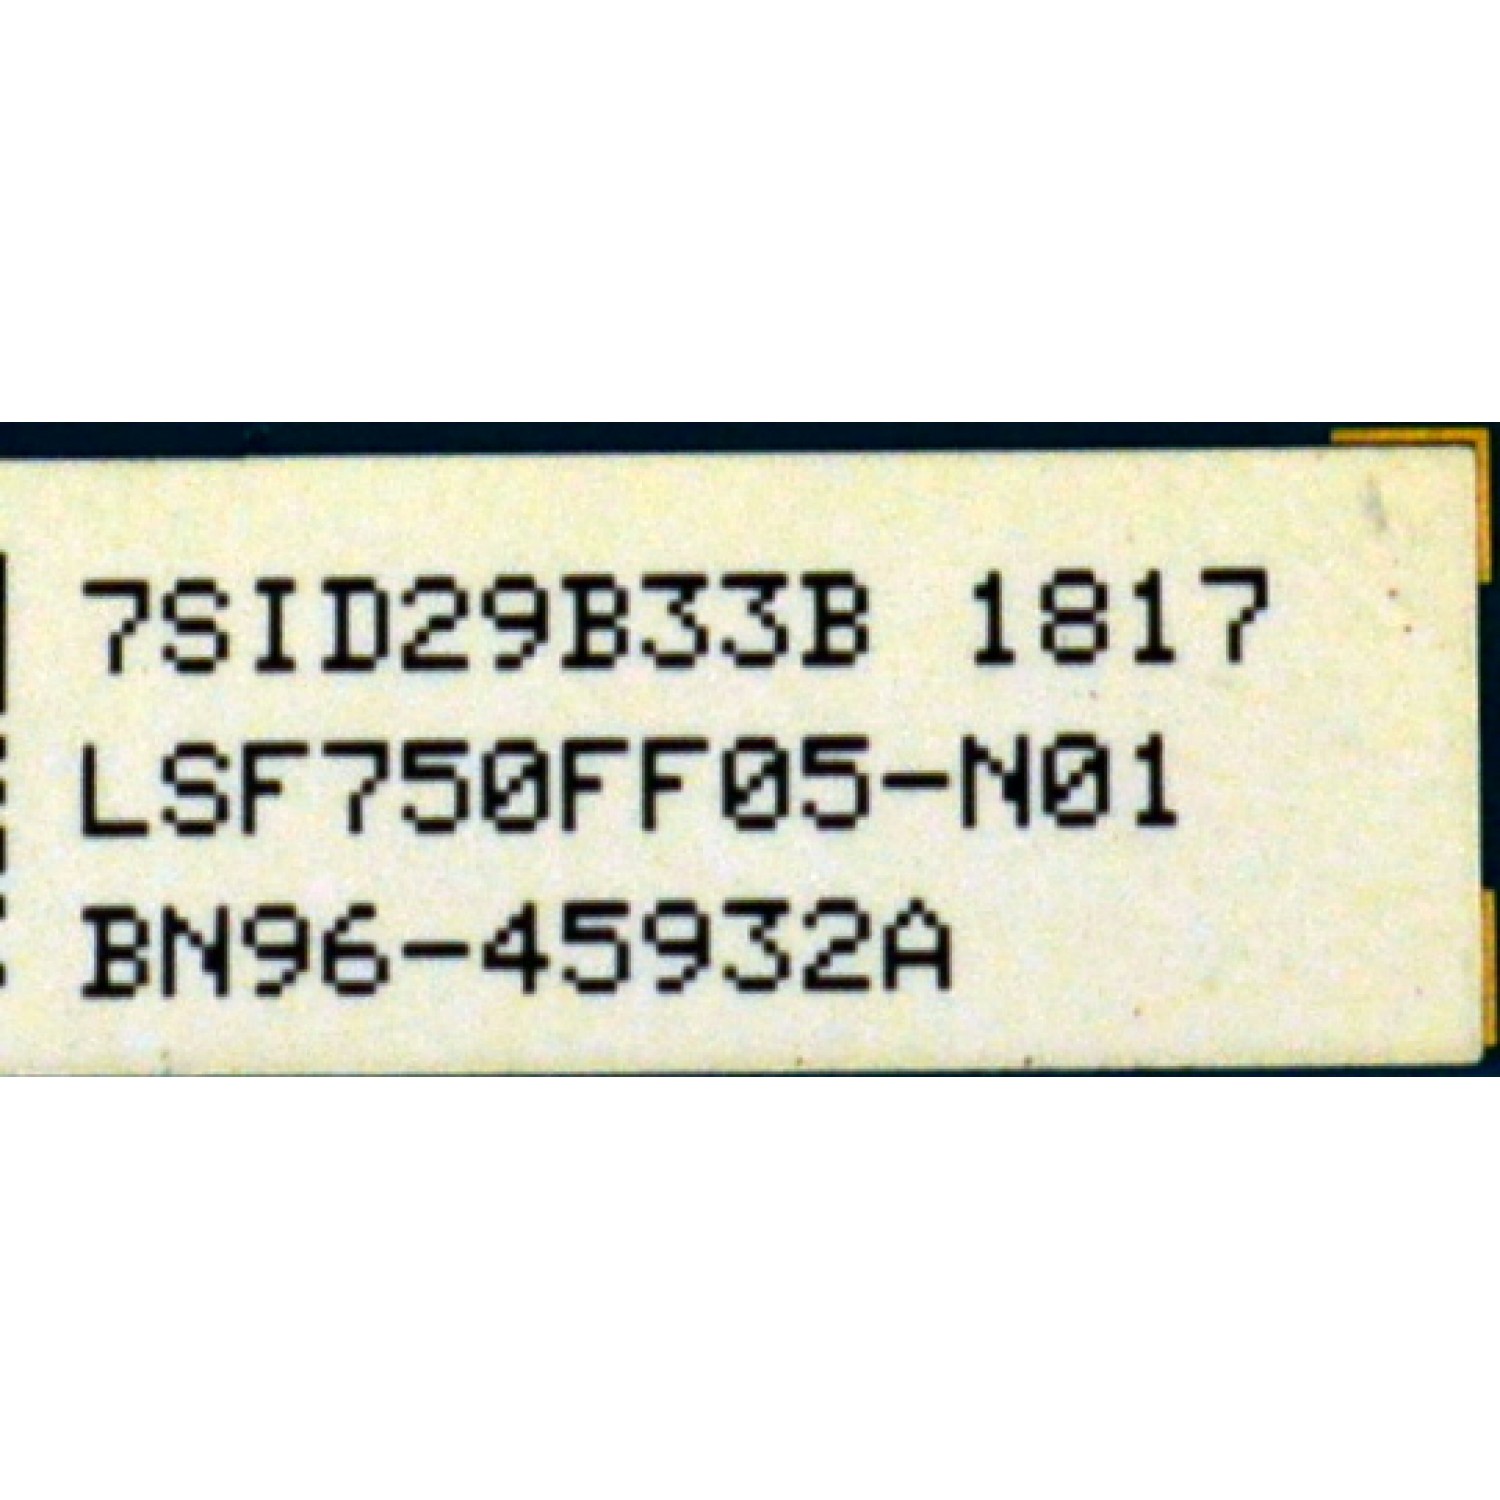 7SID29B33B 1817
LSF750FF05-N01
BN96-45932A